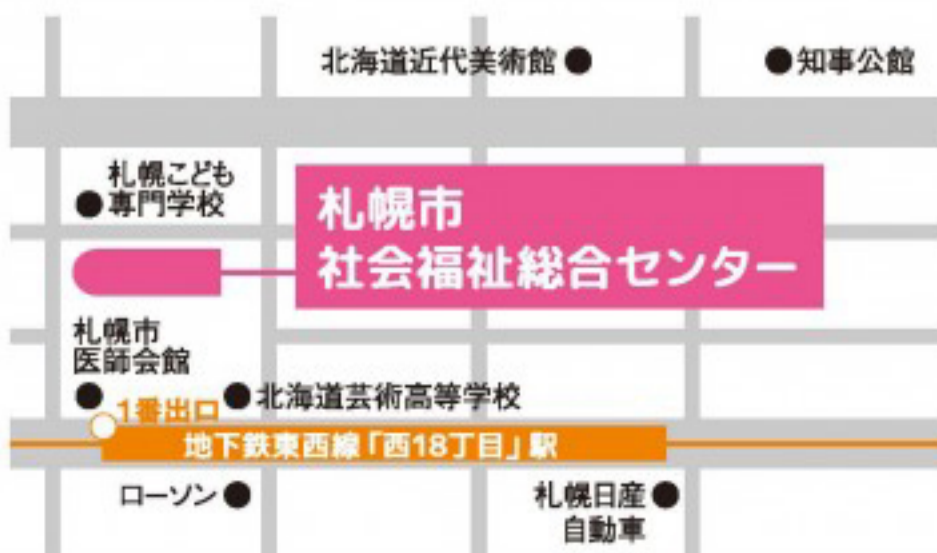 北海道近代美術館
知事公館
札幌こども
専門学校
札幌市
社会福祉総合センター
札幌市
医師会館
1番出口
北海道芸術高等学校
地下鉄東西線「西18丁目」駅
ローソン
札幌日産
自動車